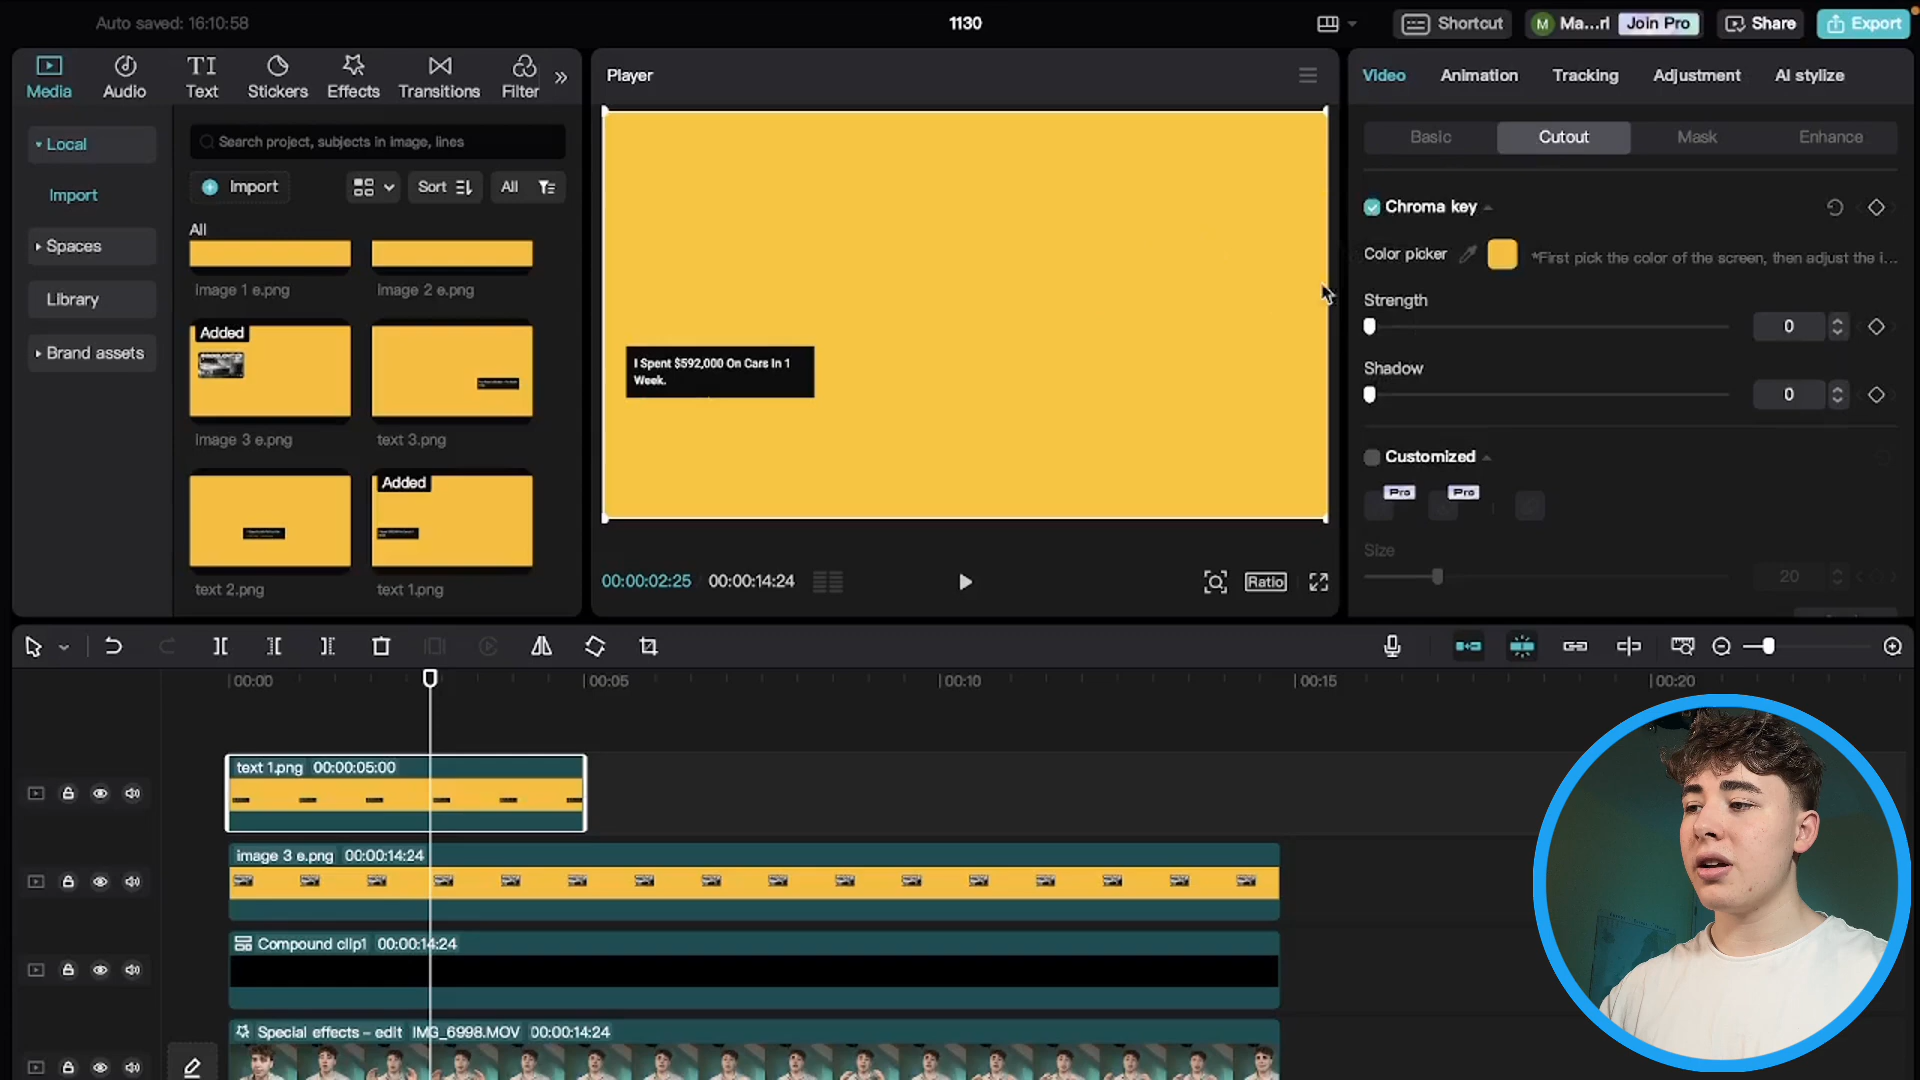 Auto saved: 16:10:58
1130
Shortcut
M
Ma...rl
Join Pro
Share
Export
Media
Audio
TI
Text
Stickers
Effects
Transitions
Filter
Player
Video
Animation
Tracking
Adjustment
AI stylize
Local
Import
Spaces
Library
Brand assets
Search project, subjects in image, lines
Import
Sort
All
All
image 1 e.png
image 2 e.png
Added
image 3 e.png
text 3.png
Added
text 2.png
text 1.png
I Spent $592,000 On Cars In 1
Week.
00:00:02:25
00:00:14:24
Ratio
Basic
Cutout
Mask
Enhance
Chroma key
Color picker
*First pick the color of the screen, then adjust the i...
Strength
0
Shadow
0
Customized
Pro
Pro
Size
20
00:00
00:05
00:10
00:15
00:20
text 1.png 00:00:05:00
image 3 e.png 00:00:14:24
Compound clip1 00:00:14:24
Special effects – edit IMG_6998.MOV 00:00:14:24